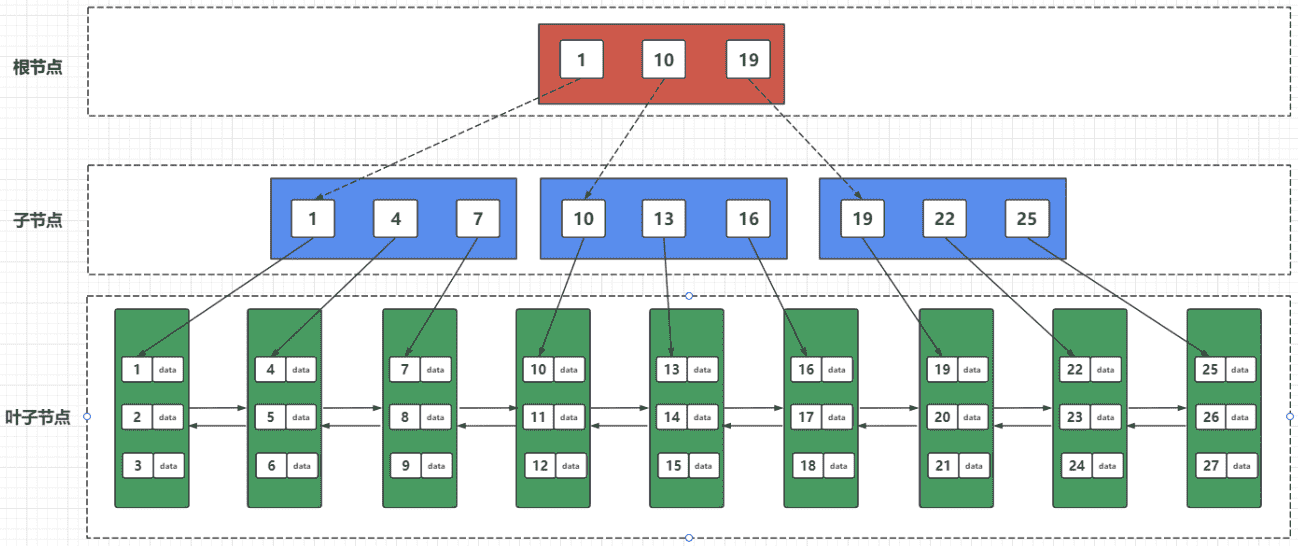 根节点
1 10 19
子节点
1 4 7 10 13 16 19 22 25
叶子节点
1 data 4 data 7 data 10 data 13 data 16 data 19 data 22 data 25 data
2 data 5 data 8 data 11 data 14 data 17 data 20 data 23 data 26 data
3 data 6 data 9 data 12 data 15 data 18 data 21 data 24 data 27 data